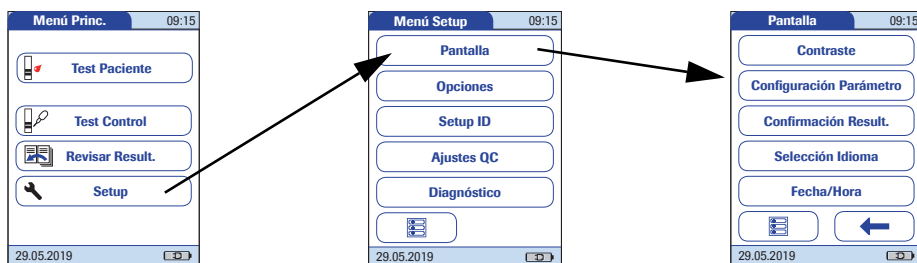 Menú Princ. 09:15
Test Paciente
Test Control
Revisar Result.
Setup
29.05.2019
Menú Setup 09:15
Pantalla
Opciones
Setup ID
Ajustes QC
Diagnóstico
29.05.2019
Pantalla 09:15
Contraste
Configuración Parámetro
Confirmación Result.
Selección Idioma
Fecha/Hora
29.05.2019